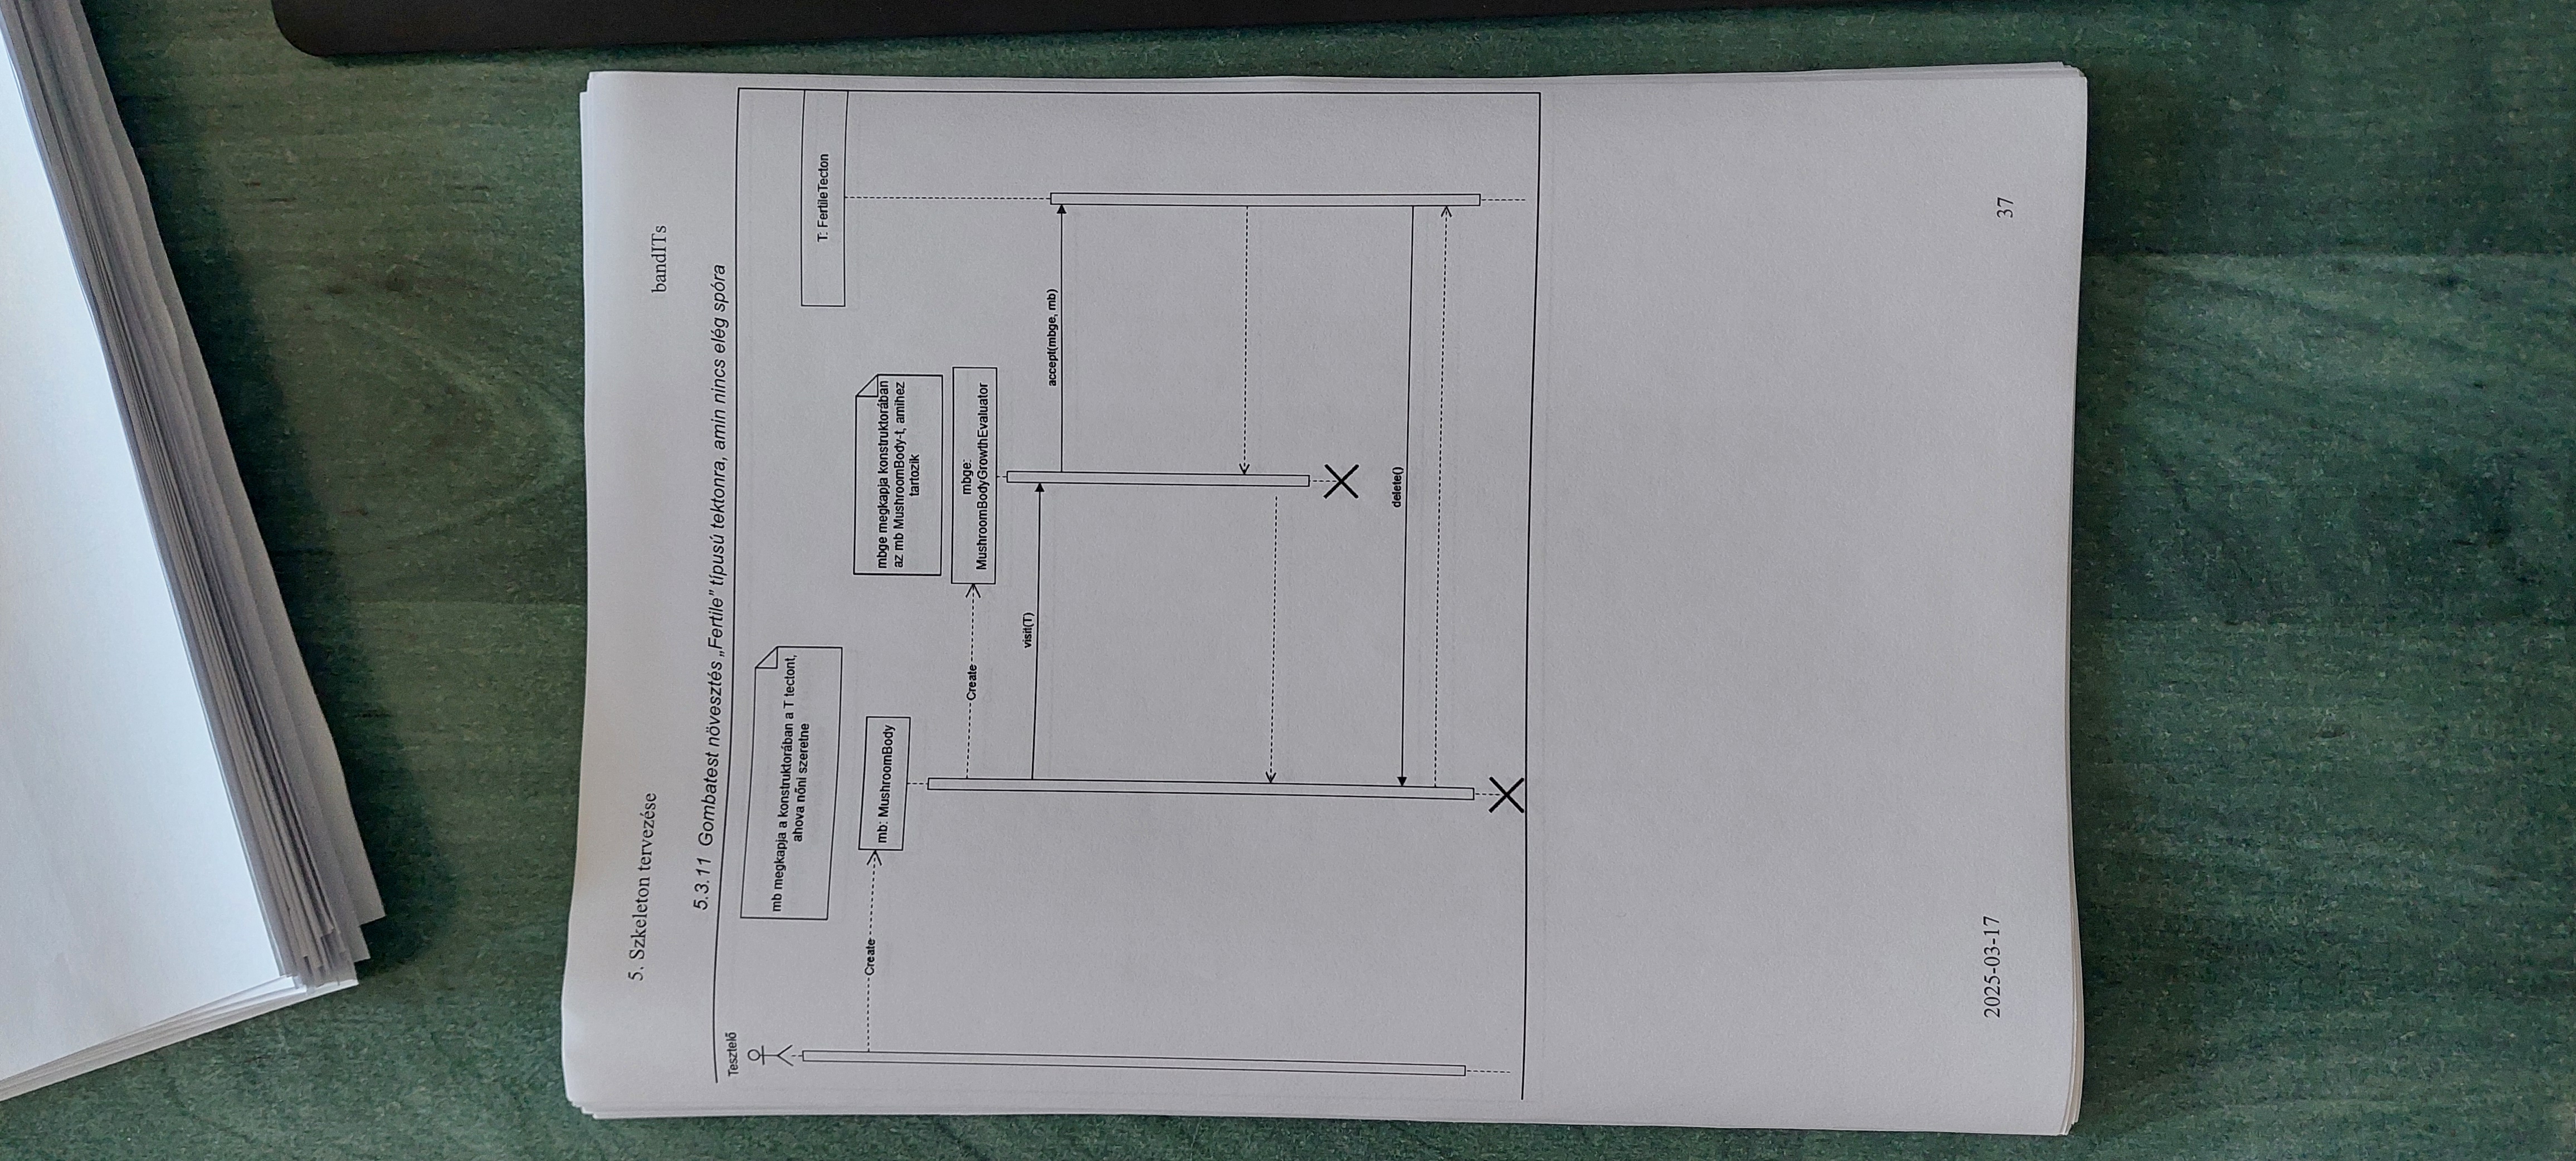 5. Szkeleton tervezése
bandITs
5.3.11 Gombatest növesztés „Fertile” típusú tektonra, amin nincs elég spóra
Tesztelő
mb megkapja a konstruktorában a T tectont,
ahova nőni szeretne
T: FertileTecton
Create
mb: MushroomBody
mbge megkapja konstruktorában
az mb MushroomBody-t, amihez
tartozik
Create
mbge:
MushroomBodyGrowthEvaluator
visit(T)
accept(mbge, mb)
delete()
2025-03-17
37